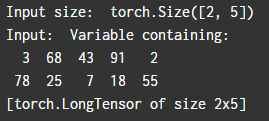 Input size:  torch.Size([2, 5])
Input:  Variable containing:
  3  68  43  91   2
 78  25   7  18  55
[torch.LongTensor of size 2x5]